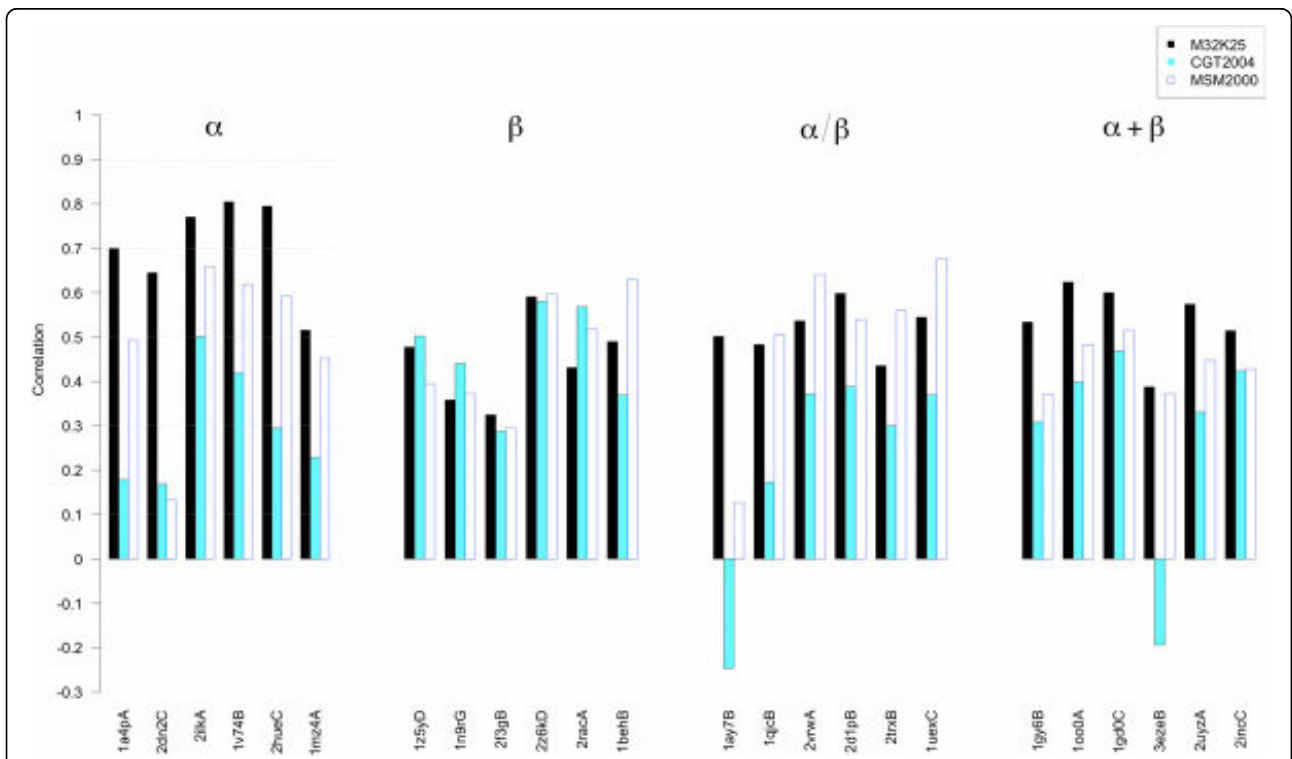 M32K25
CGT2004
MSM2000
α
β
α/β
α + β
1
0.9
0.8
0.7
0.6
0.5
0.4
0.3
0.2
0.1
0
-0.1
-0.2
-0.3
Correlation
1a4pA
2dn2C
2llkA
1v74B
2hueC
1mz4A
1z5yD
1n9rG
2f3gB
2z6kD
2racA
1behB
1ay7B
1qjcB
2vrwA
2d1pB
2trxB
1uexC
1gy6B
1oo0A
1gd0C
3ezeB
2uyzA
2incC